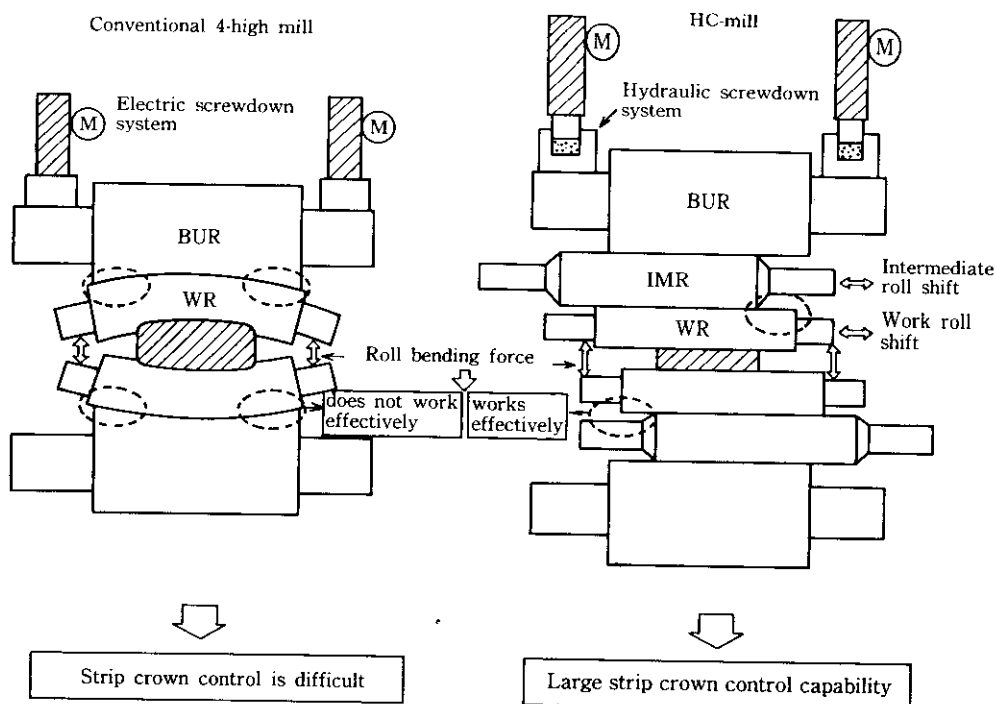 Conventional 4-high mill
M
Electric screwdown
system
M
BUR
WR
Roll bending force
does not work
effectively
works
effectively
Strip crown control is difficult
HC-mill
M
M
Hydraulic screwdown
system
BUR
IMR
Intermediate
roll shift
WR
Work roll
shift
Large strip crown control capability